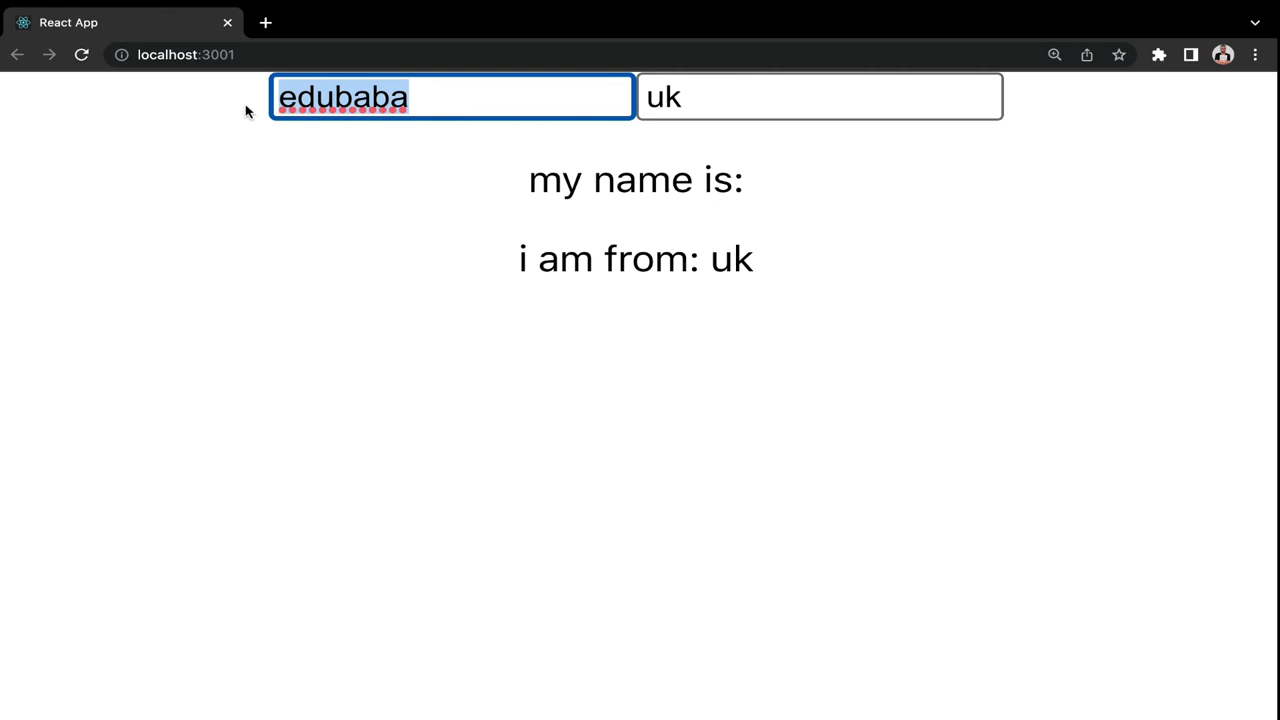 React App
localhost:3001
edubaba
uk
my name is:
i am from: uk